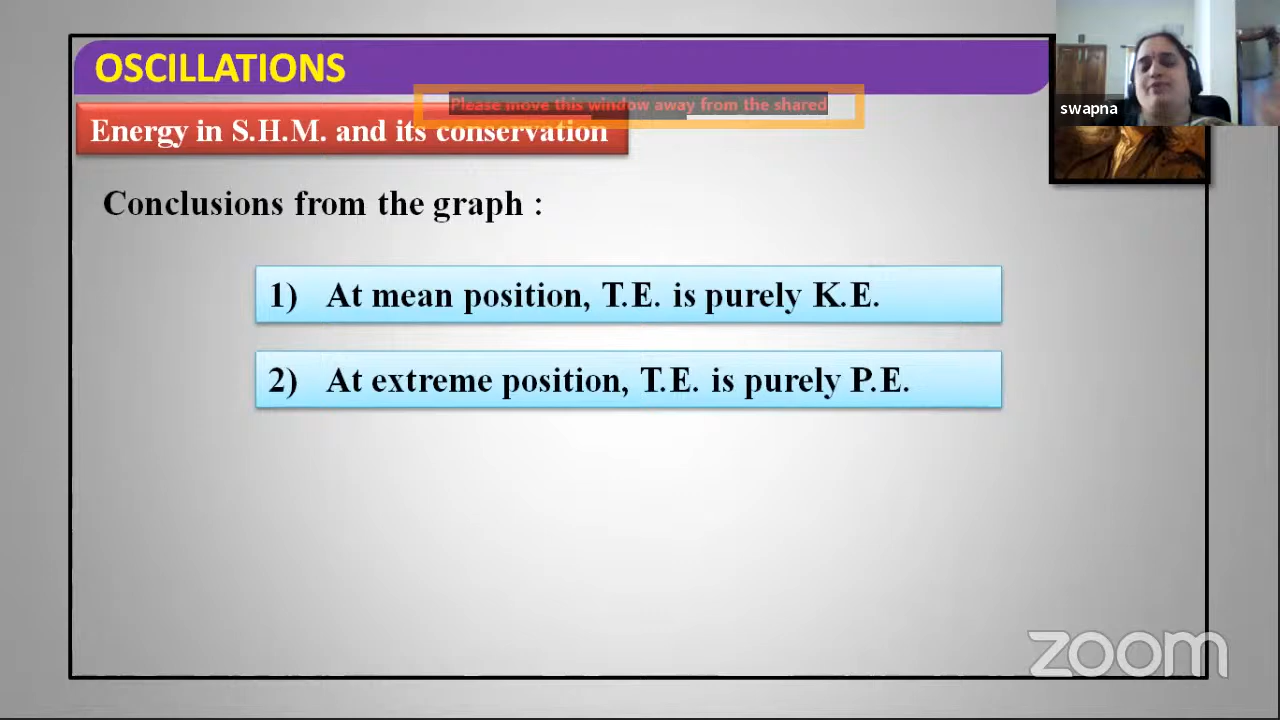 OSCILLATIONS
Please move this window away from the shared
swapna
Energy in S.H.M. and its conservation
Conclusions from the graph :
1) At mean position, T.E. is purely K.E.
2) At extreme position, T.E. is purely P.E.
zoom